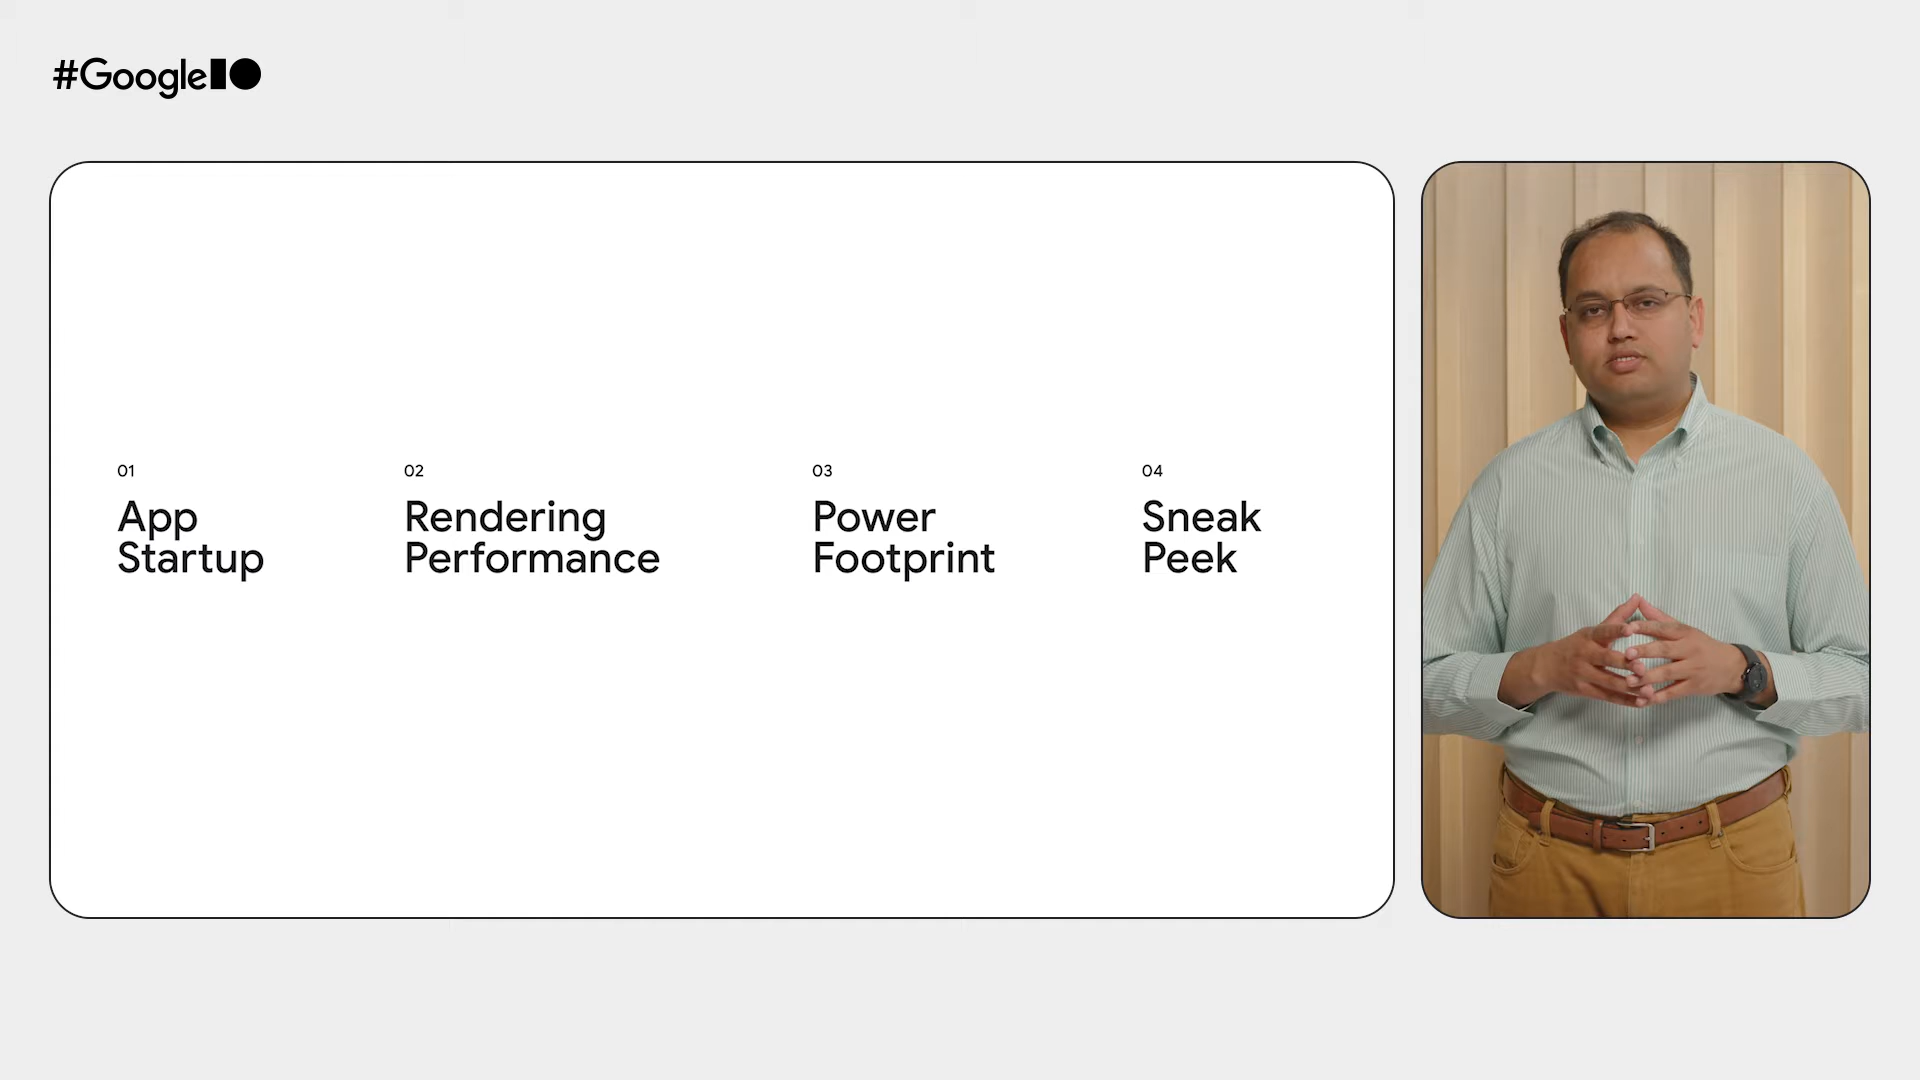 #GoogleIO
01
App
Startup
02
Rendering
Performance
03
Power
Footprint
04
Sneak
Peek